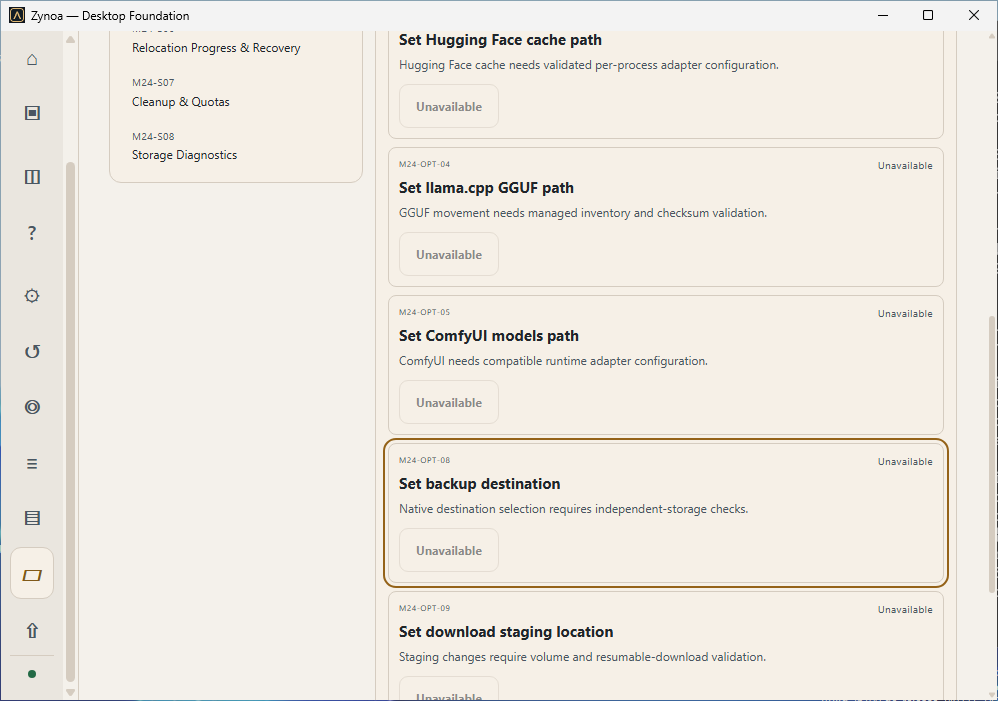 Zynoa — Desktop Foundation
Relocation Progress & Recovery
M24-S07
Cleanup & Quotas
M24-S08
Storage Diagnostics
?
Set Hugging Face cache path
Hugging Face cache needs validated per-process adapter configuration.
Unavailable
M24-OPT-04
Unavailable
Set llama.cpp GGUF path
GGUF movement needs managed inventory and checksum validation.
Unavailable
M24-OPT-05
Unavailable
Set ComfyUI models path
ComfyUI needs compatible runtime adapter configuration.
Unavailable
M24-OPT-08
Unavailable
Set backup destination
Native destination selection requires independent-storage checks.
Unavailable
M24-OPT-09
Unavailable
Set download staging location
Staging changes require volume and resumable-download validation.
Unavailable